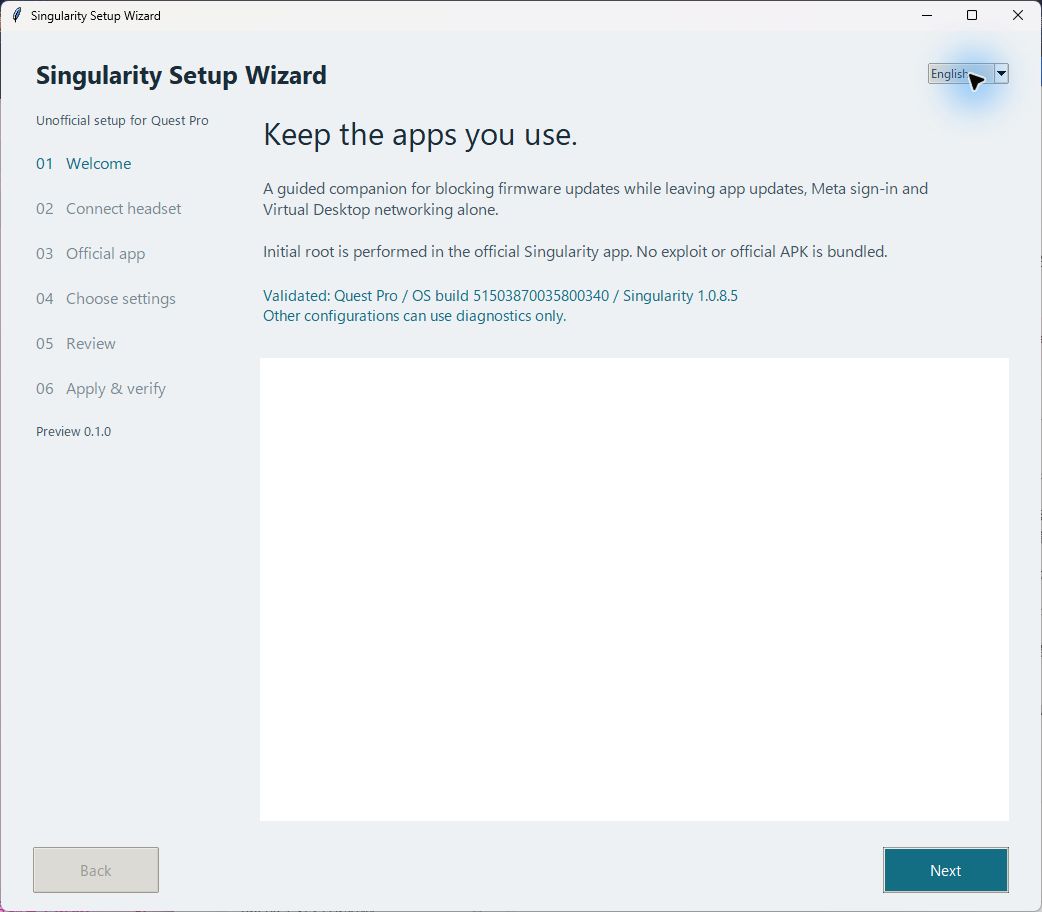 Singularity Setup Wizard
Singularity Setup Wizard
English
Unofficial setup for Quest Pro
01 Welcome
02 Connect headset
03 Official app
04 Choose settings
05 Review
06 Apply & verify
Preview 0.1.0
Keep the apps you use.
A guided companion for blocking firmware updates while leaving app updates, Meta sign-in and
Virtual Desktop networking alone.
Initial root is performed in the official Singularity app. No exploit or official APK is bundled.
Validated: Quest Pro / OS build 51503870035800340 / Singularity 1.0.8.5
Other configurations can use diagnostics only.
Back
Next